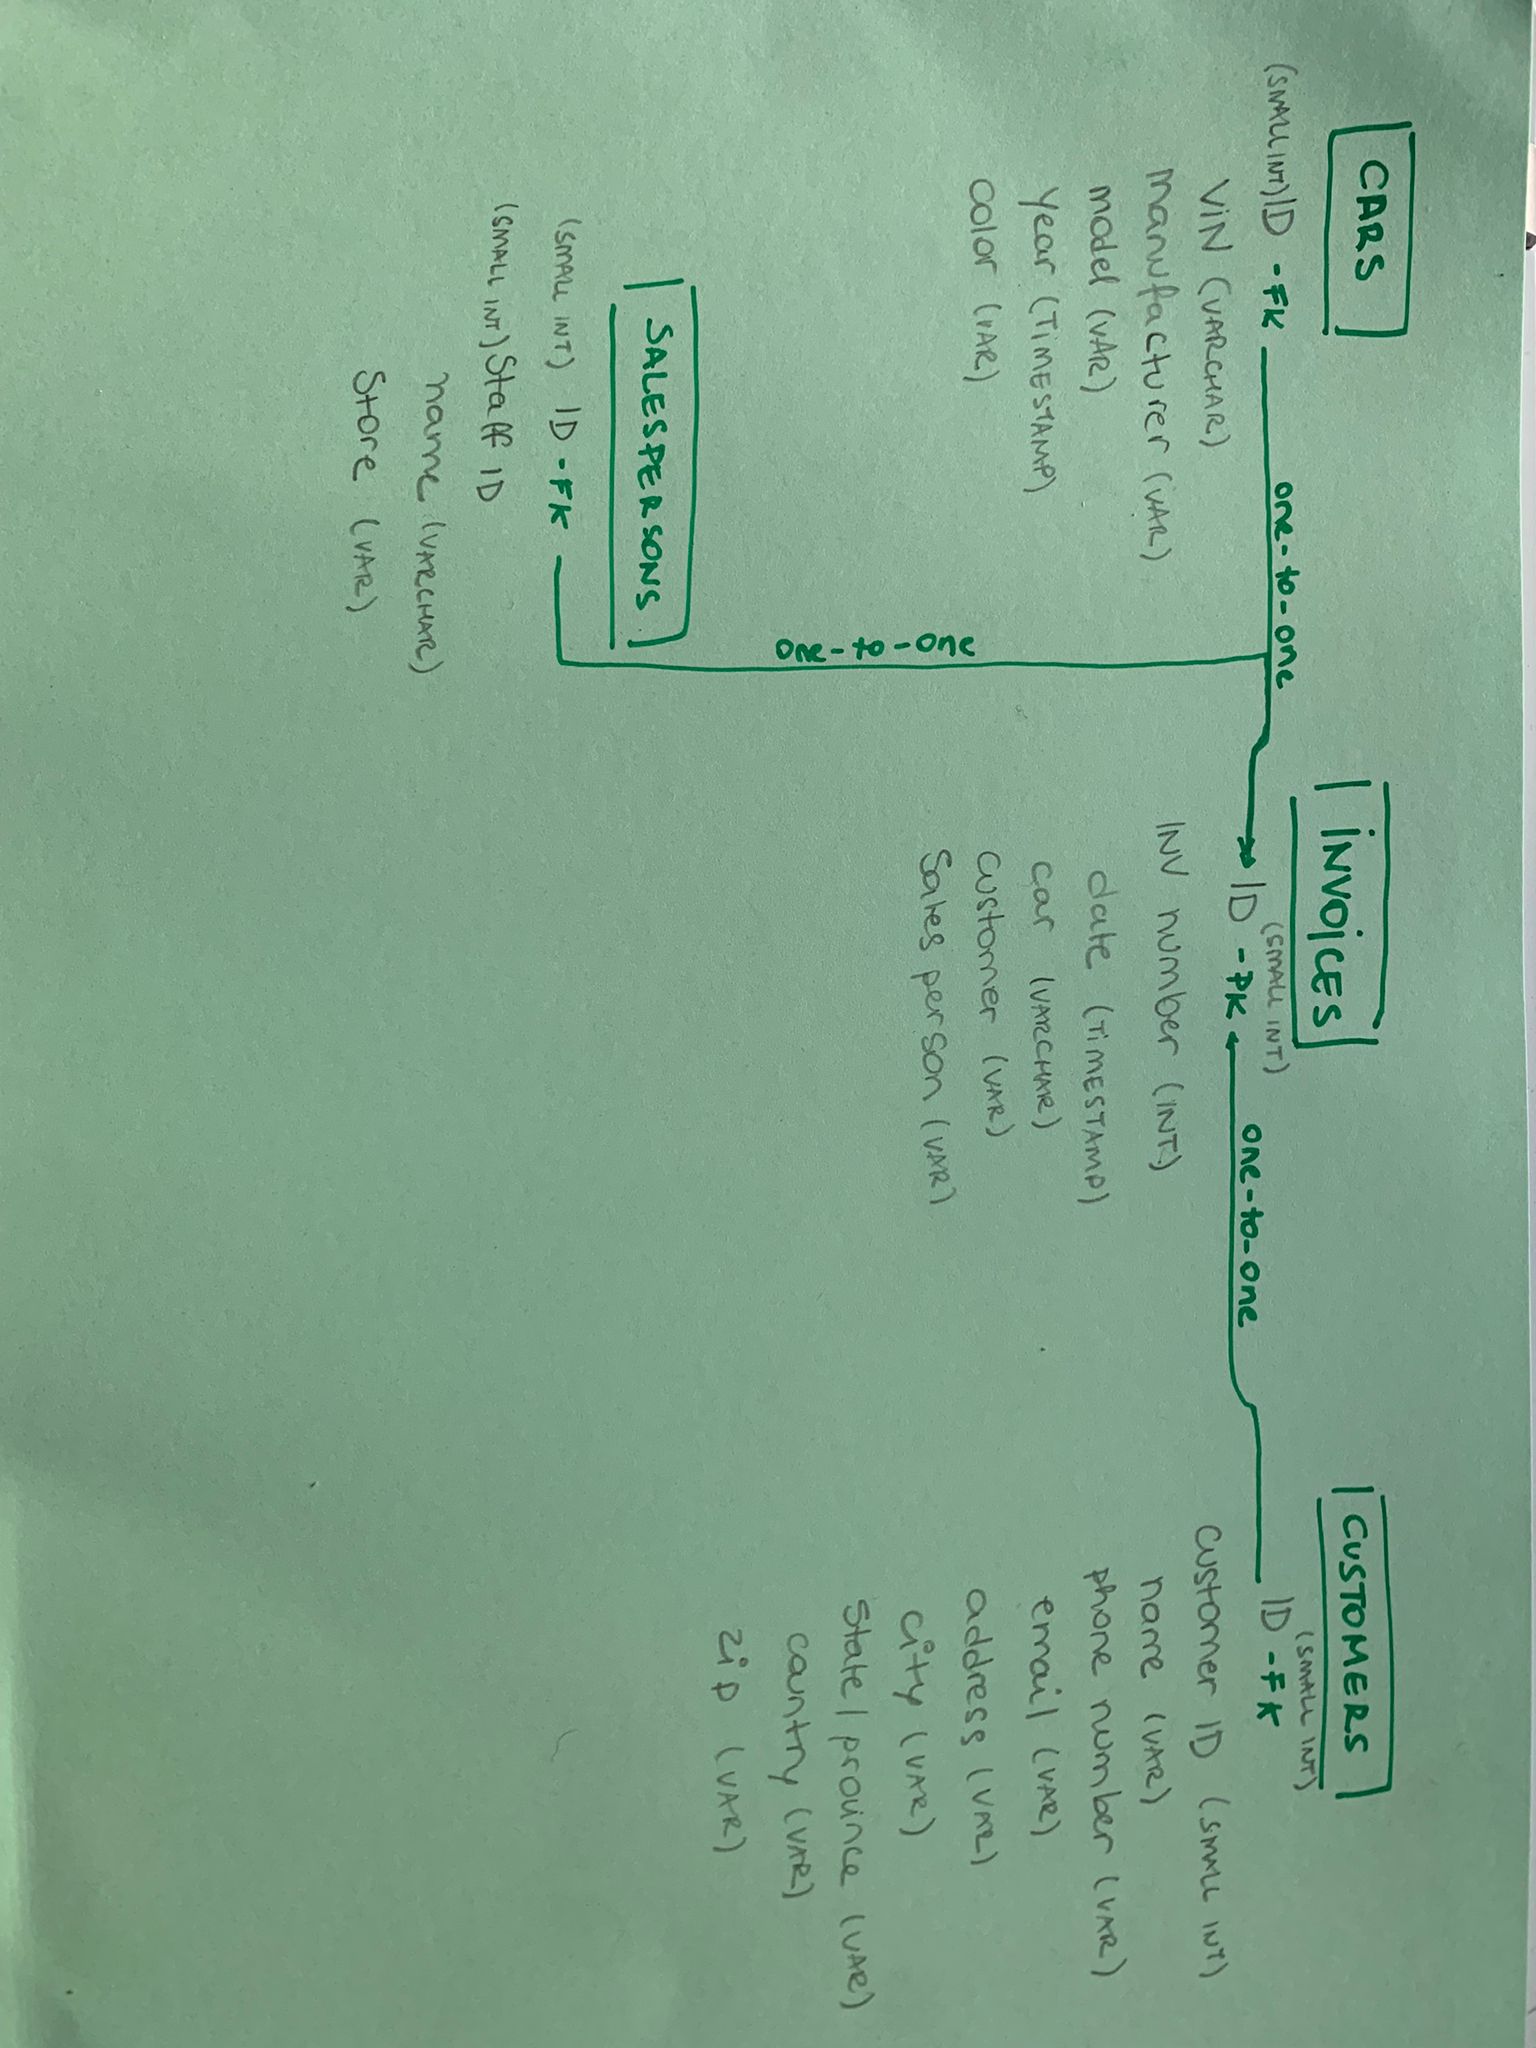 CARS
(SMALL INT) ID - FK
VIN (VARCHAR)
manufacturer (VAR)
model (VAR)
year (TIMESTAMP)
color (VAR)
one-to-one
INVOICES
(SMALL INT)
ID - PK
INV number (INT)
date (TIMESTAMP)
car (VARCHAR)
customer (VAR)
Sales person (VAR)
one-to-one
CUSTOMERS
(SMALL INT)
ID - FK
customer ID (SMALL INT)
name (VAR)
phone number (VAR)
email (VAR)
address (VAR)
city (VAR)
State/province (VAR)
country (VAR)
zip (VAR)
one-to-one
SALESPERSONS
(SMALL INT) ID - FK
(SMALL INT) Staff ID
name (VARCHAR)
Store (VAR)